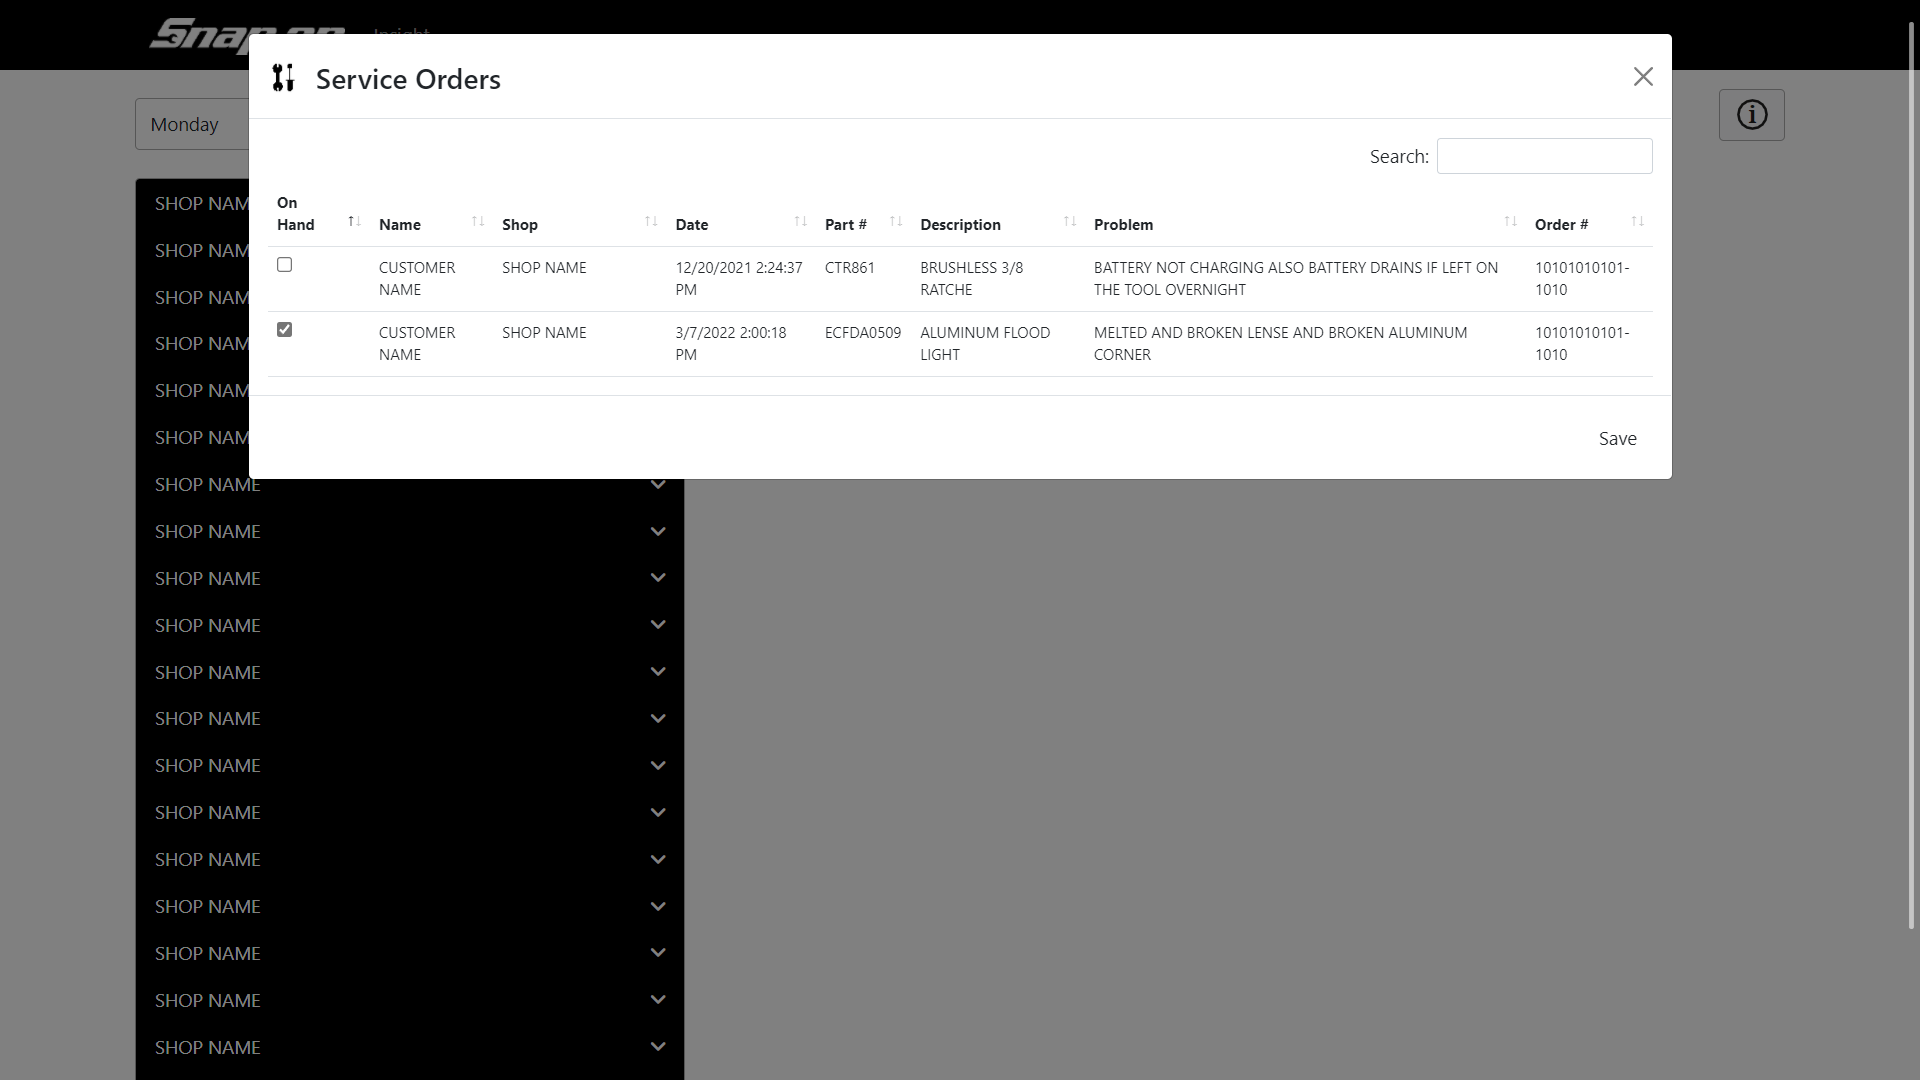 Snap-on Insight
Service Orders
Monday
Search:
On
Hand Name Shop Date Part # Description Problem Order #
CUSTOMER SHOP NAME 12/20/2021 2:24:37 CTR861 BRUSHLESS 3/8 BATTERY NOT CHARGING ALSO BATTERY DRAINS IF LEFT ON 10101010101-
NAME PM RATCHE THE TOOL OVERNIGHT 1010
CUSTOMER SHOP NAME 3/7/2022 2:00:18 ECFDA0509 ALUMINUM FLOOD MELTED AND BROKEN LENSE AND BROKEN ALUMINUM 10101010101-
NAME PM LIGHT CORNER 1010
Save
SHOP NAM
SHOP NAM
SHOP NAM
SHOP NAM
SHOP NAM
SHOP NAM
SHOP NAME
SHOP NAME
SHOP NAME
SHOP NAME
SHOP NAME
SHOP NAME
SHOP NAME
SHOP NAME
SHOP NAME
SHOP NAME
SHOP NAME
SHOP NAME
SHOP NAME